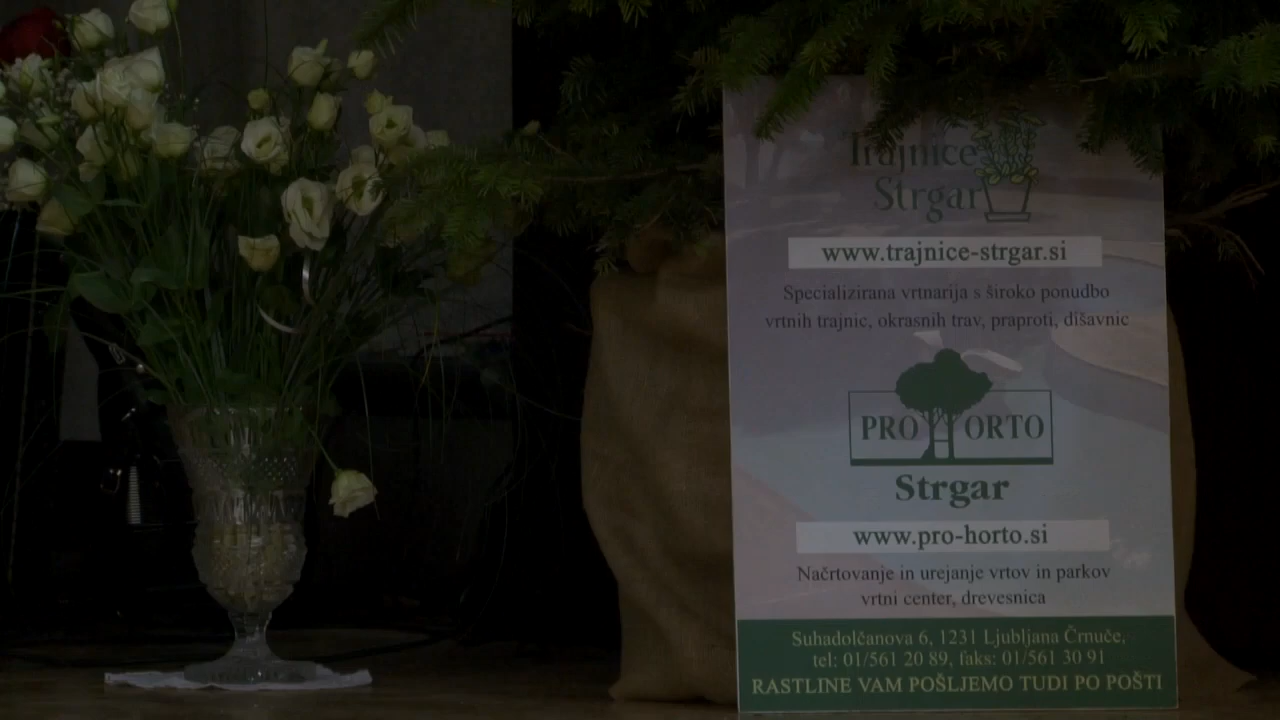 Trajnice
Strgar
www.trajnice-strgar.si
Specializirana vrtnarija s široko ponudbo
vrtnih trajnic, okrasnih trav, praproti, dišavnic
PRO HORTO
Strgar
www.pro-horto.si
Načrtovanje in urejanje vrtov in parkov
vrtni center, drevesnica
Suhadolčanova 6, 1231 Ljubljana Črnuče,
tel: 01/561 20 89, faks: 01/561 30 91
RASTLINE VAM POŠLJEMO TUDI PO POŠTI